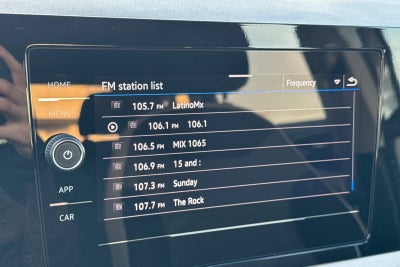 HOME
FM station list
Frequency
105.7 FM LatinoMx
MENU
106.1 FM 106.1
106.5 FM MIX 1065
106.9 FM 15 and :
APP
107.3 FM Sunday
107.7 FM The Rock
CAR